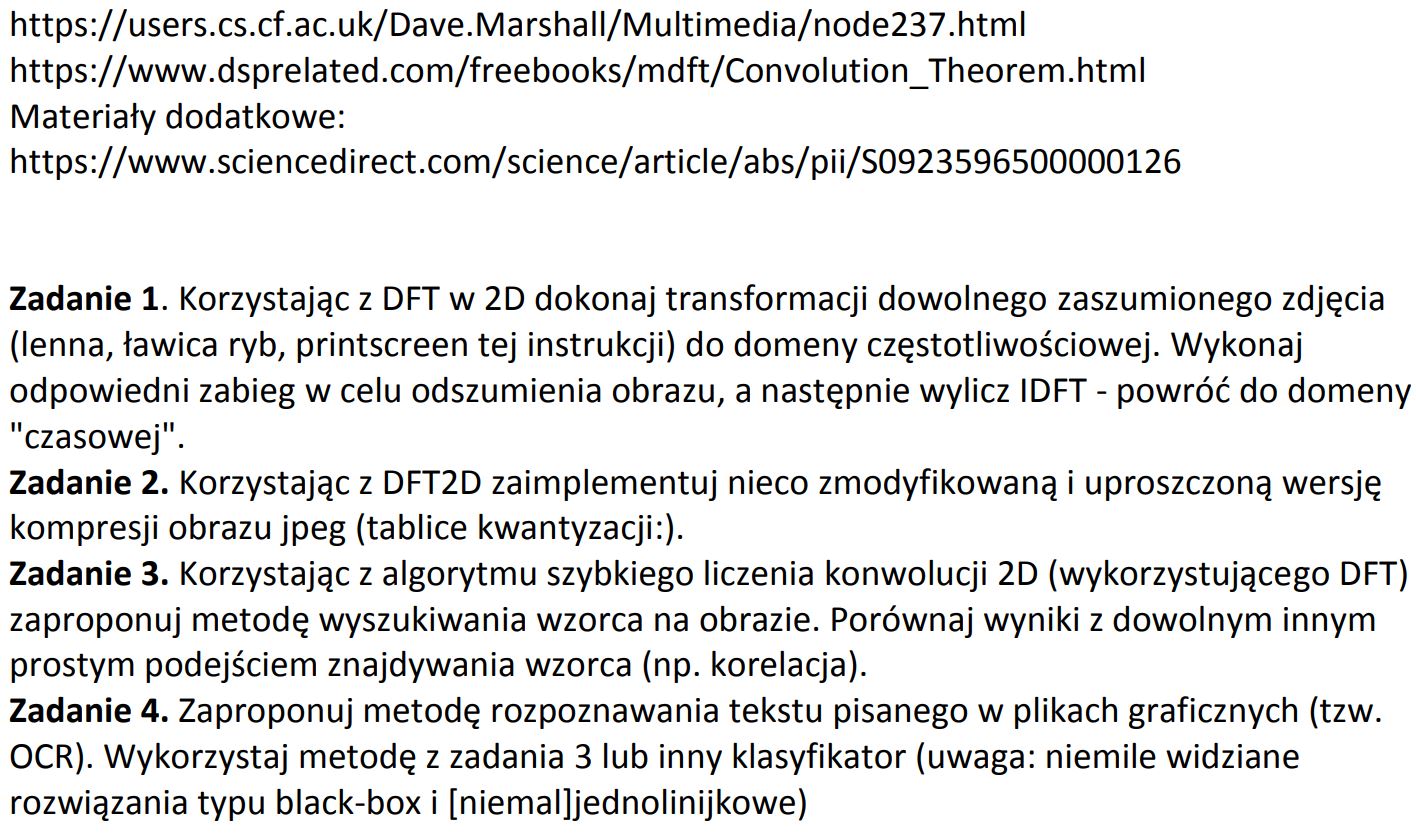 https://users.cs.cf.ac.uk/Dave.Marshall/Multimedia/node237.html
https://www.dsprelated.com/freebooks/mdft/Convolution_Theorem.html
Materiały dodatkowe:
https://www.sciencedirect.com/science/article/abs/pii/S0923596500000126
Zadanie 1. Korzystając z DFT w 2D dokonaj transformacji dowolnego zaszumionego zdjęcia
(lenna, ławica ryb, printscreen tej instrukcji) do domeny częstotliwościowej. Wykonaj
odpowiedni zabieg w celu odszumienia obrazu, a następnie wylicz IDFT - powróć do domeny
"czasowej".
Zadanie 2. Korzystając z DFT2D zaimplementuj nieco zmodyfikowaną i uproszczoną wersję
kompresji obrazu jpeg (tablice kwantyzacji:).
Zadanie 3. Korzystając z algorytmu szybkiego liczenia konwolucji 2D (wykorzystującego DFT)
zaproponuj metodę wyszukiwania wzorca na obrazie. Porównaj wyniki z dowolnym innym
prostym podejściem znajdywania wzorca (np. korelacja).
Zadanie 4. Zaproponuj metodę rozpoznawania tekstu pisanego w plikach graficznych (tzw.
OCR). Wykorzystaj metodę z zadania 3 lub inny klasyfikator (uwaga: niemile widziane
rozwiązania typu black-box i [niemal]jednolinijkowe)